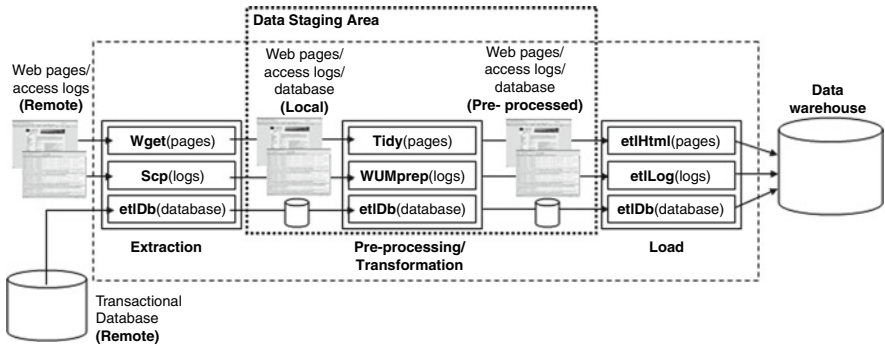 Data Staging Area
Web pages/
access logs
(Remote)
Web pages/
access logs/
database
(Local)
Web pages/
access logs/
database
(Pre- processed)
Data
warehouse
Wget(pages)
Scp(logs)
etlDb(database)
Extraction
Tidy(pages)
WUMprep(logs)
etlDb(database)
Pre-processing/
Transformation
etlHtml(pages)
etlLog(logs)
etlDb(database)
Load
Transactional
Database
(Remote)